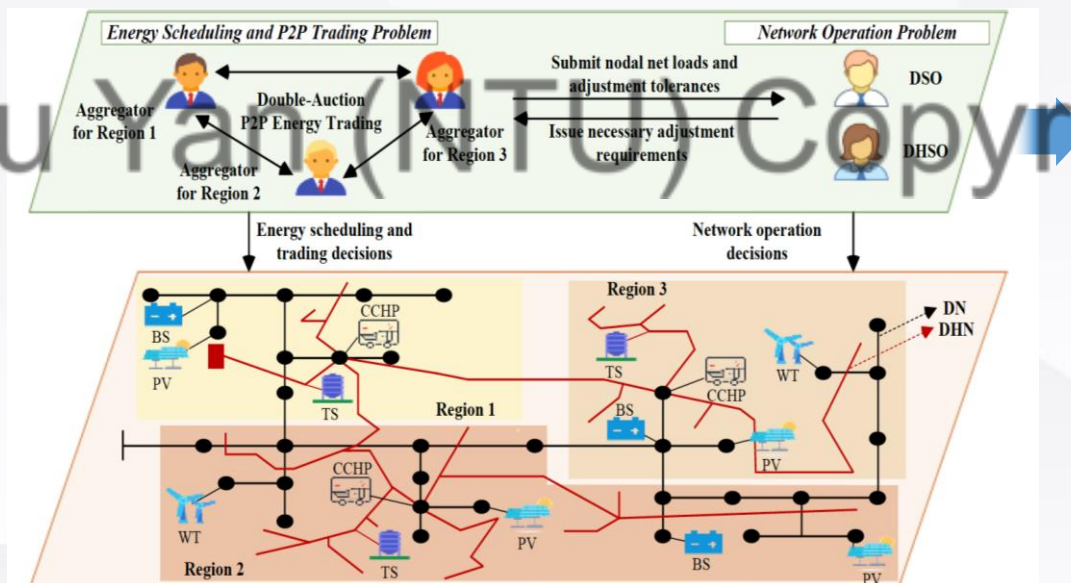 Energy Scheduling and P2P Trading Problem
Network Operation Problem
Submit nodal net loads and
adjustment tolerances
DSO
Aggregator
for Region 1
Double-Auction
P2P Energy Trading
Aggregator
for Region 3
Issue necessary adjustment
requirements
DHSO
Aggregator
for Region 2
u Yan (NTU) Copyr
Energy scheduling and
trading decisions
Network operation
decisions
Region 3
DN
DHN
CCHP
BS
PV
TS
Region 1
TS
CCHP
WT
BS
PV
CCHP
WT
PV
TS
Region 2
BS
PV